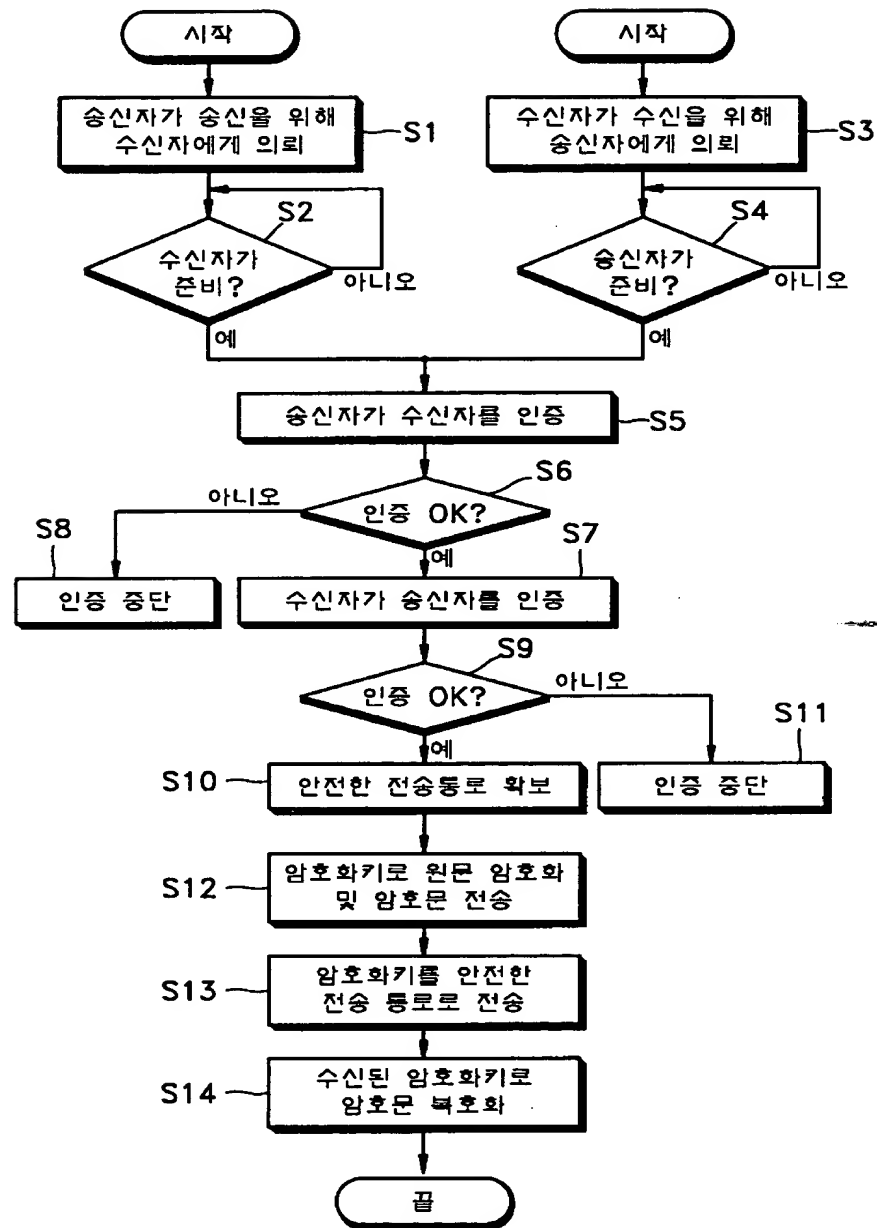 시작
송신자가 송신을 위해
수신자에게 의뢰
S1
S2
수신자가
준비?
아니오
예
시작
수신자가 수신을 위해
송신자에게 의뢰
S3
S4
송신자가
준비?
아니오
예
송신자가 수신자를 인증
S5
S6
인증 OK?
아니오
예
S8
인증 중단
S7
수신자가 송신자를 인증
S9
인증 OK?
아니오
예
S11
인증 중단
S10
안전한 전송통로 확보
S12
암호화키로 원문 암호화
및 암호문 전송
S13
암호화키를 안전한
전송 통로로 전송
S14
수신된 암호화키로
암호문 복호화
끝